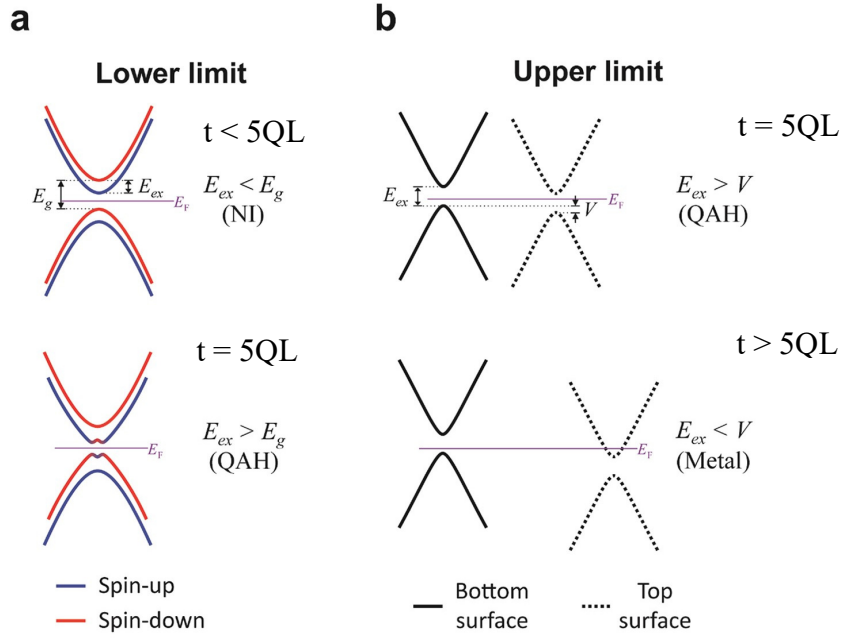 a
Lower limit
t < 5QL
E_g
E_ex
E_F
E_ex < E_g
(NI)
t = 5QL
E_F
E_ex > E_g
(QAH)
Spin-up
Spin-down
b
Upper limit
t = 5QL
E_ex
V
E_F
E_ex > V
(QAH)
t > 5QL
E_F
E_ex < V
(Metal)
Bottom
surface
Top
surface